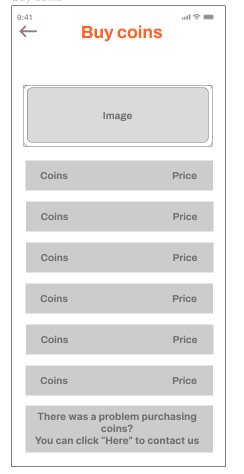 9:41
Buy coins
Image
Coins Price
Coins Price
Coins Price
Coins Price
Coins Price
Coins Price
There was a problem purchasing
coins?
You can click “Here” to contact us